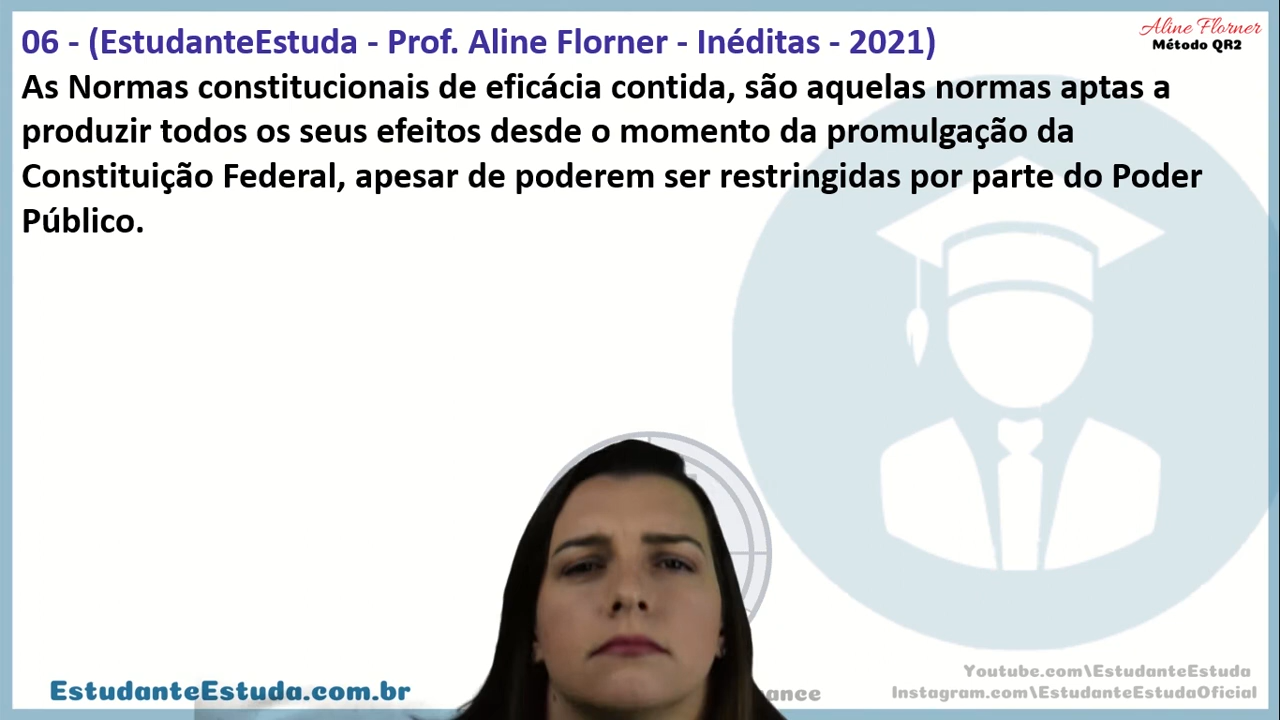 06 - (EstudanteEstuda - Prof. Aline Florner - Inéditas - 2021)
Aline Florner
Método QR2
As Normas constitucionais de eficácia contida, são aquelas normas aptas a
produzir todos os seus efeitos desde o momento da promulgação da
Constituição Federal, apesar de poderem ser restringidas por parte do Poder
Público.
Youtube.com\EstudanteEstuda
EstudanteEstuda.com.br
Instagram.com\EstudanteEstudaOficial